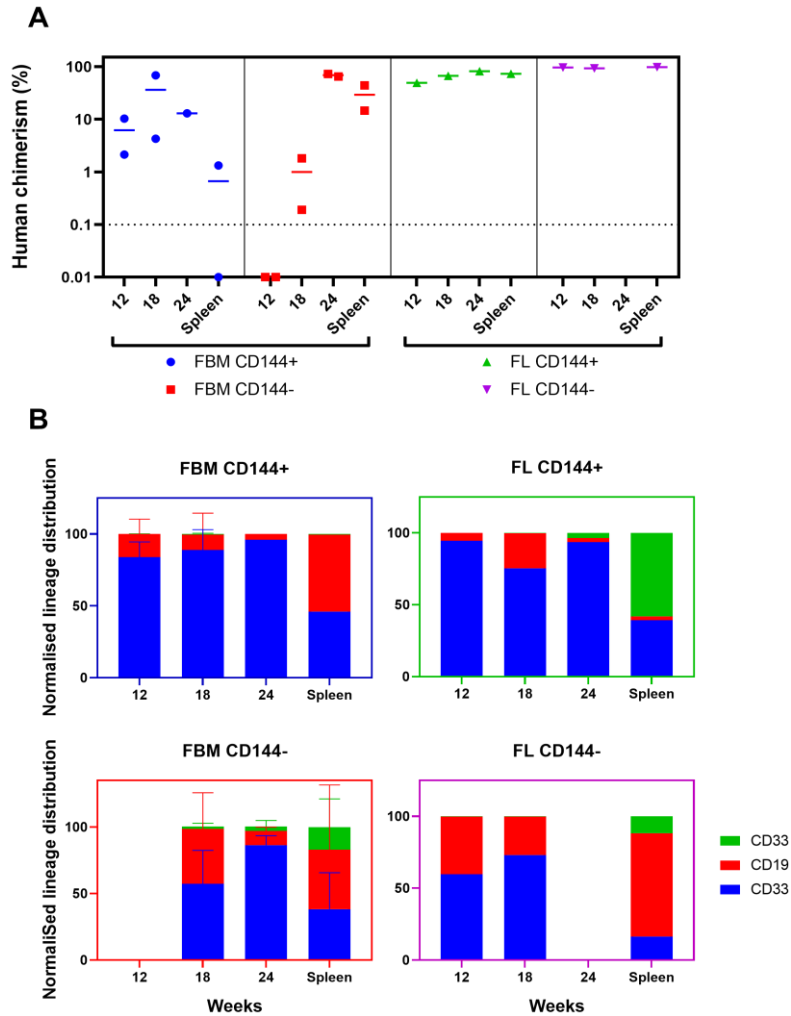 A
Human chimerism (%)
100
10
1
0.1
0.01
12 18 24 Spleen 12 18 24 Spleen 12 18 24 Spleen 12 18 24 Spleen
FBM CD144+ FL CD144+
FBM CD144- FL CD144-
B
FBM CD144+ FL CD144+
Normalised lineage distribution
100 100
50 50
0 0
12 18 24 Spleen 12 18 24 Spleen
FBM CD144- FL CD144-
NormaliSed lineage distribution
100 100
50 50
0 0
12 18 24 Spleen 12 18 24 Spleen
Weeks Weeks
CD33
CD19
CD33